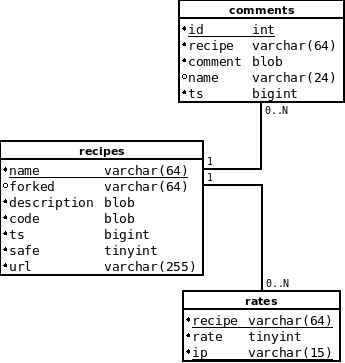 comments
id int
recipe varchar(64)
comment blob
name varchar(24)
ts bigint
0..N
recipes
name varchar(64)
forked varchar(64)
description blob
code blob
ts bigint
safe tinyint
url varchar(255)
1
1
0..N
rates
recipe varchar(64)
rate tinyint
ip varchar(15)